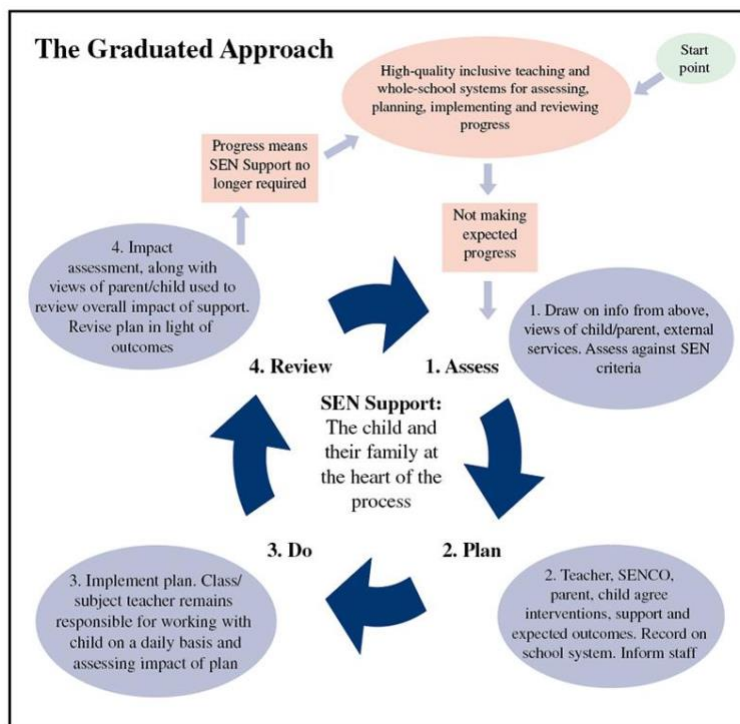 The Graduated Approach
Start
point
High-quality inclusive teaching and
whole-school systems for assessing,
planning, implementing and reviewing
progress
Progress means
SEN Support no
longer required
Not making
expected
progress
4. Impact
assessment, along with
views of parent/child used to
review overall impact of support.
Revise plan in light of
outcomes
1. Draw on info from above,
views of child/parent, external
services. Assess against SEN
criteria
4. Review
1. Assess
SEN Support:
The child and
their family at
the heart of the
process
3. Do
2. Plan
3. Implement plan. Class/
subject teacher remains
responsible for working with
child on a daily basis and
assessing impact of plan
2. Teacher, SENCO,
parent, child agree
interventions, support and
expected outcomes. Record on
school system. Inform staff